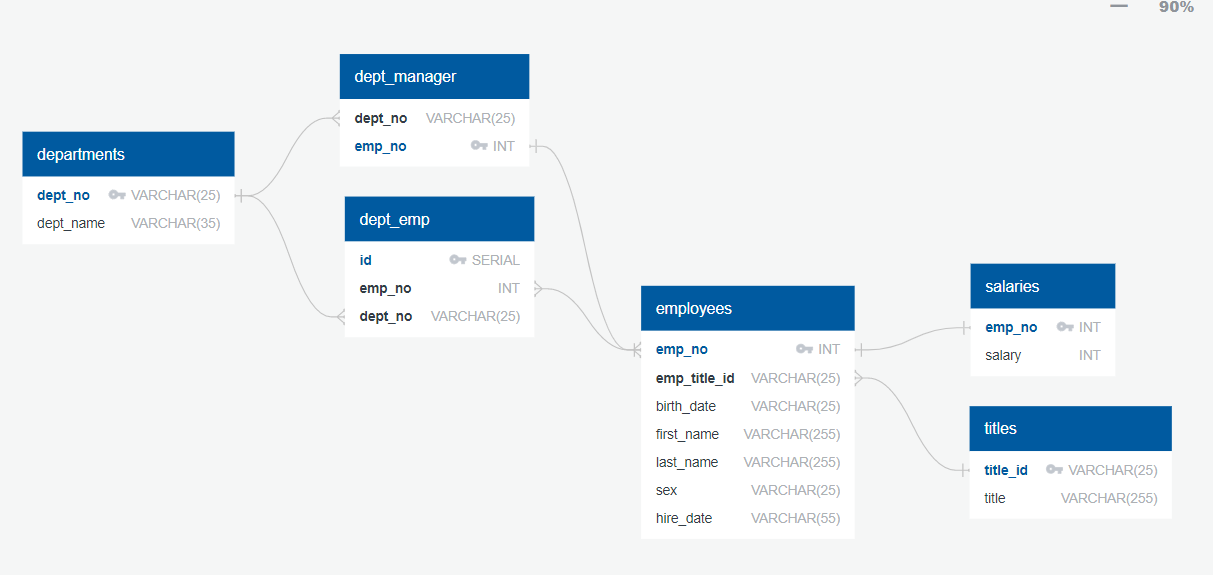 90%
dept_manager
dept_no VARCHAR(25)
emp_no INT
departments
dept_no VARCHAR(25)
dept_name VARCHAR(35)
dept_emp
id SERIAL
emp_no INT
dept_no VARCHAR(25)
employees
emp_no INT
emp_title_id VARCHAR(25)
birth_date VARCHAR(25)
first_name VARCHAR(255)
last_name VARCHAR(255)
sex VARCHAR(25)
hire_date VARCHAR(55)
salaries
emp_no INT
salary INT
titles
title_id VARCHAR(25)
title VARCHAR(255)